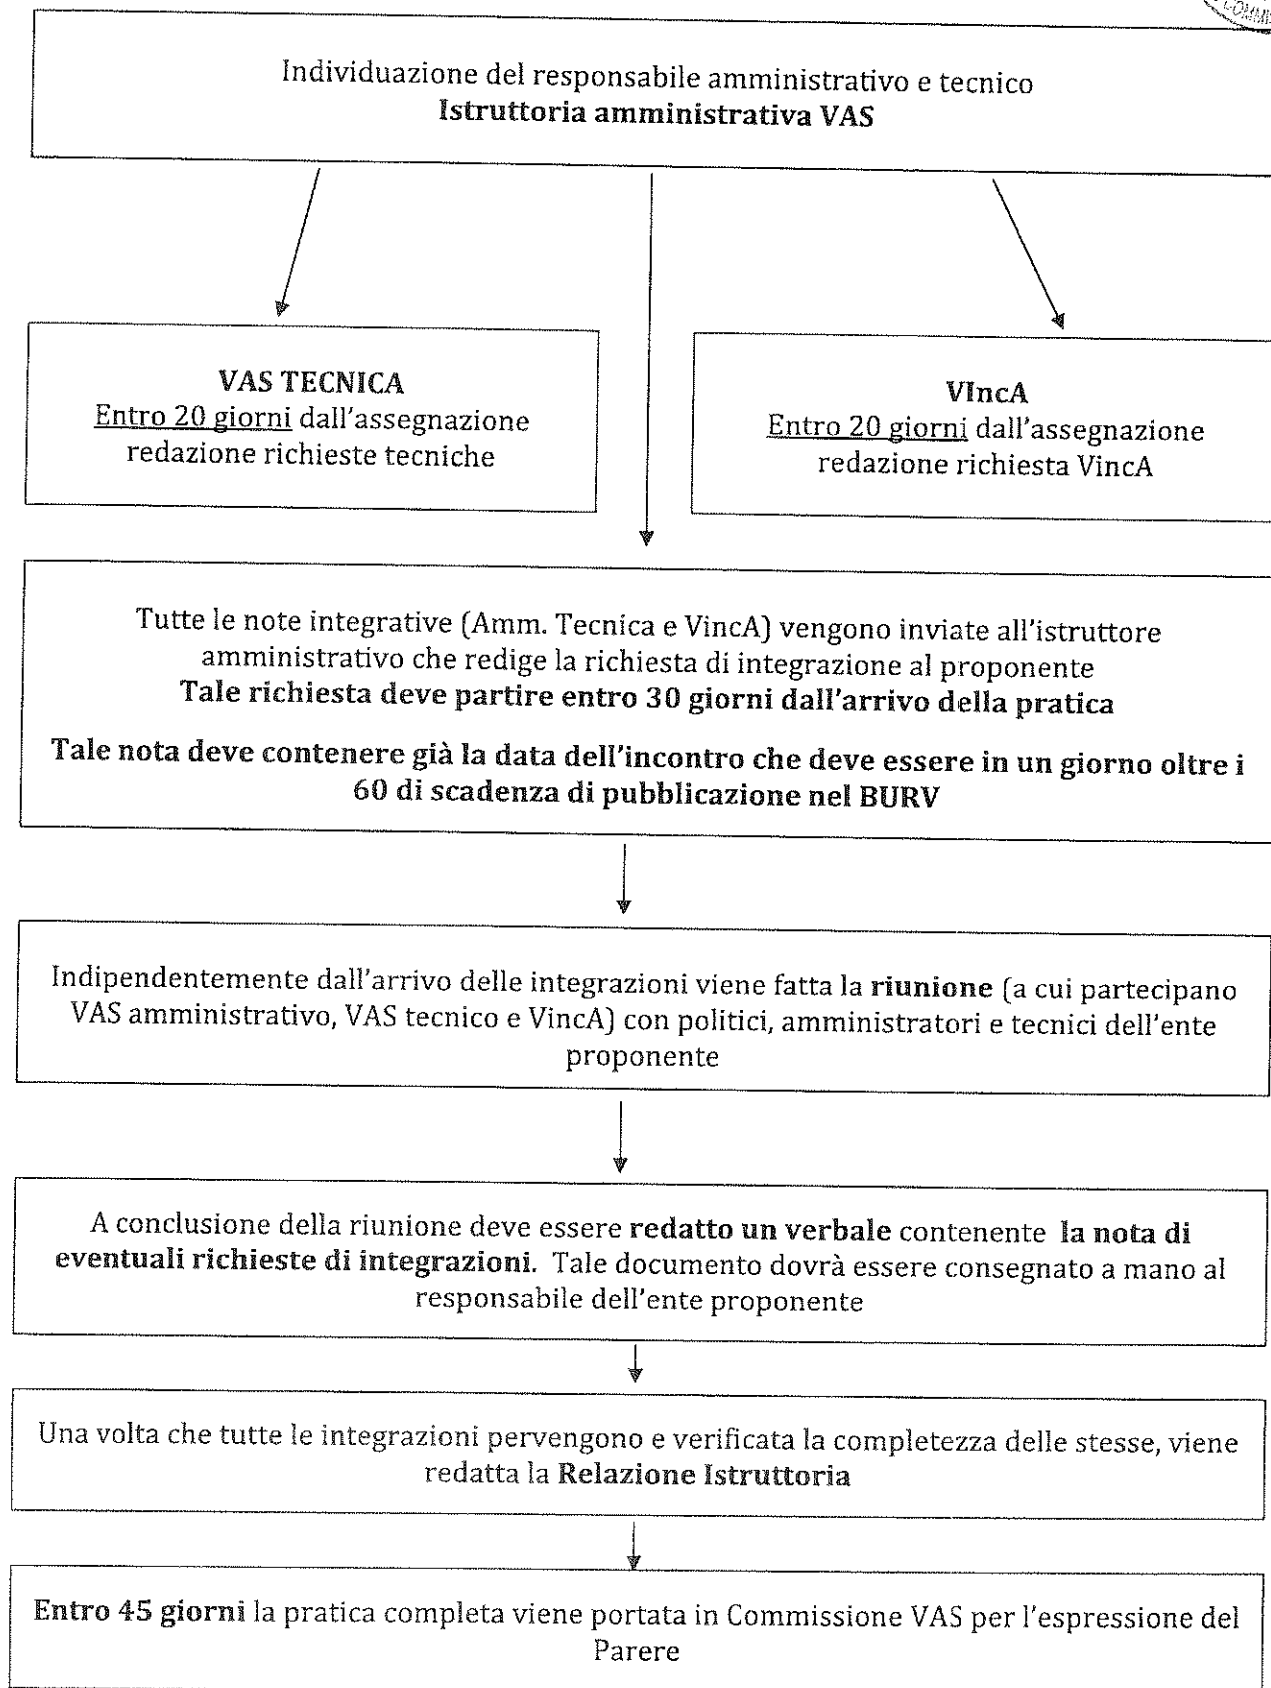 Individuazione del responsabile amministrativo e tecnico
Istruttoria amministrativa VAS
VAS TECNICA
Entro 20 giorni dall'assegnazione
redazione richieste tecniche
VIncA
Entro 20 giorni dall'assegnazione
redazione richiesta VincA
Tutte le note integrative (Amm. Tecnica e VincA) vengono inviate all'istruttore
amministrativo che redige la richiesta di integrazione al proponente
Tale richiesta deve partire entro 30 giorni dall'arrivo della pratica
Tale nota deve contenere già la data dell'incontro che deve essere in un giorno oltre i
60 di scadenza di pubblicazione nel BURV
Indipendentemente dall'arrivo delle integrazioni viene fatta la riunione (a cui partecipano
VAS amministrativo, VAS tecnico e VincA) con politici, amministratori e tecnici dell'ente
proponente
A conclusione della riunione deve essere redatto un verbale contenente la nota di
eventuali richieste di integrazioni. Tale documento dovrà essere consegnato a mano al
responsabile dell'ente proponente
Una volta che tutte le integrazioni pervengono e verificata la completezza delle stesse, viene
redatta la Relazione Istruttoria
Entro 45 giorni la pratica completa viene portata in Commissione VAS per l'espressione del
Parere